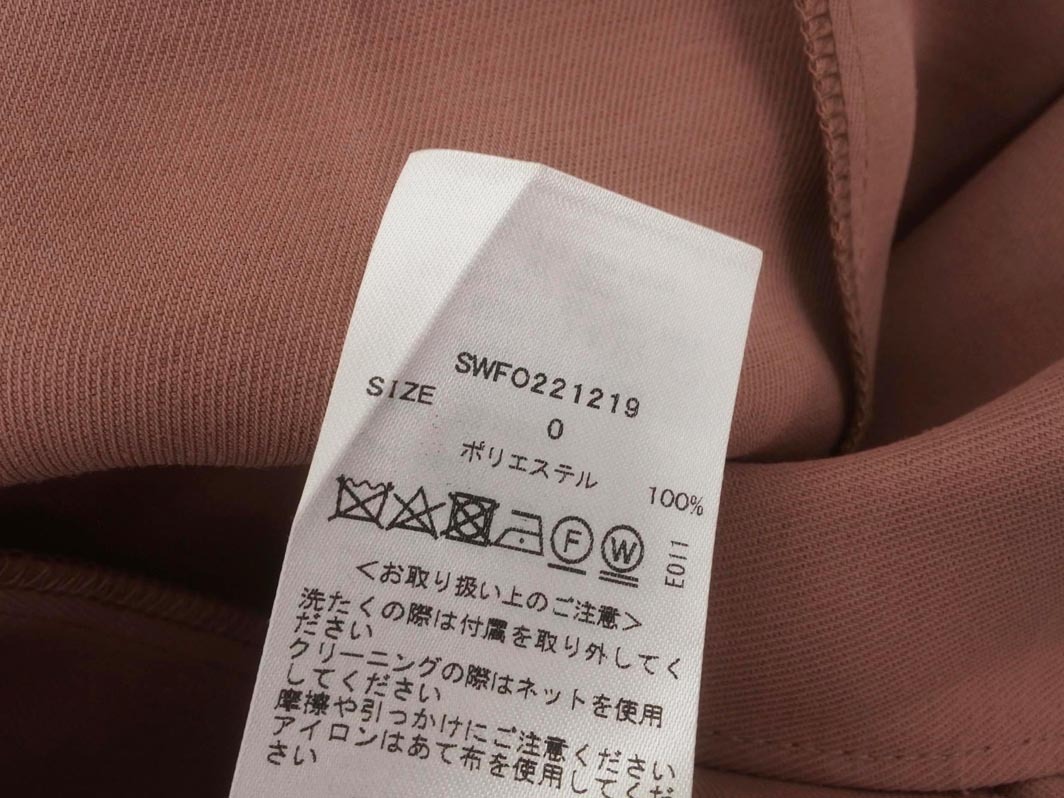 SWF0221219
SIZE 0
ポリエステル 100%
F W
E011
＜お取り扱い上のご注意＞
洗たくの際は付属を取り外してく
ださい
クリーニングの際はネットを使用
してください
摩擦や引っかけにご注意ください
アイロンはあて布を使用してくだ
さい